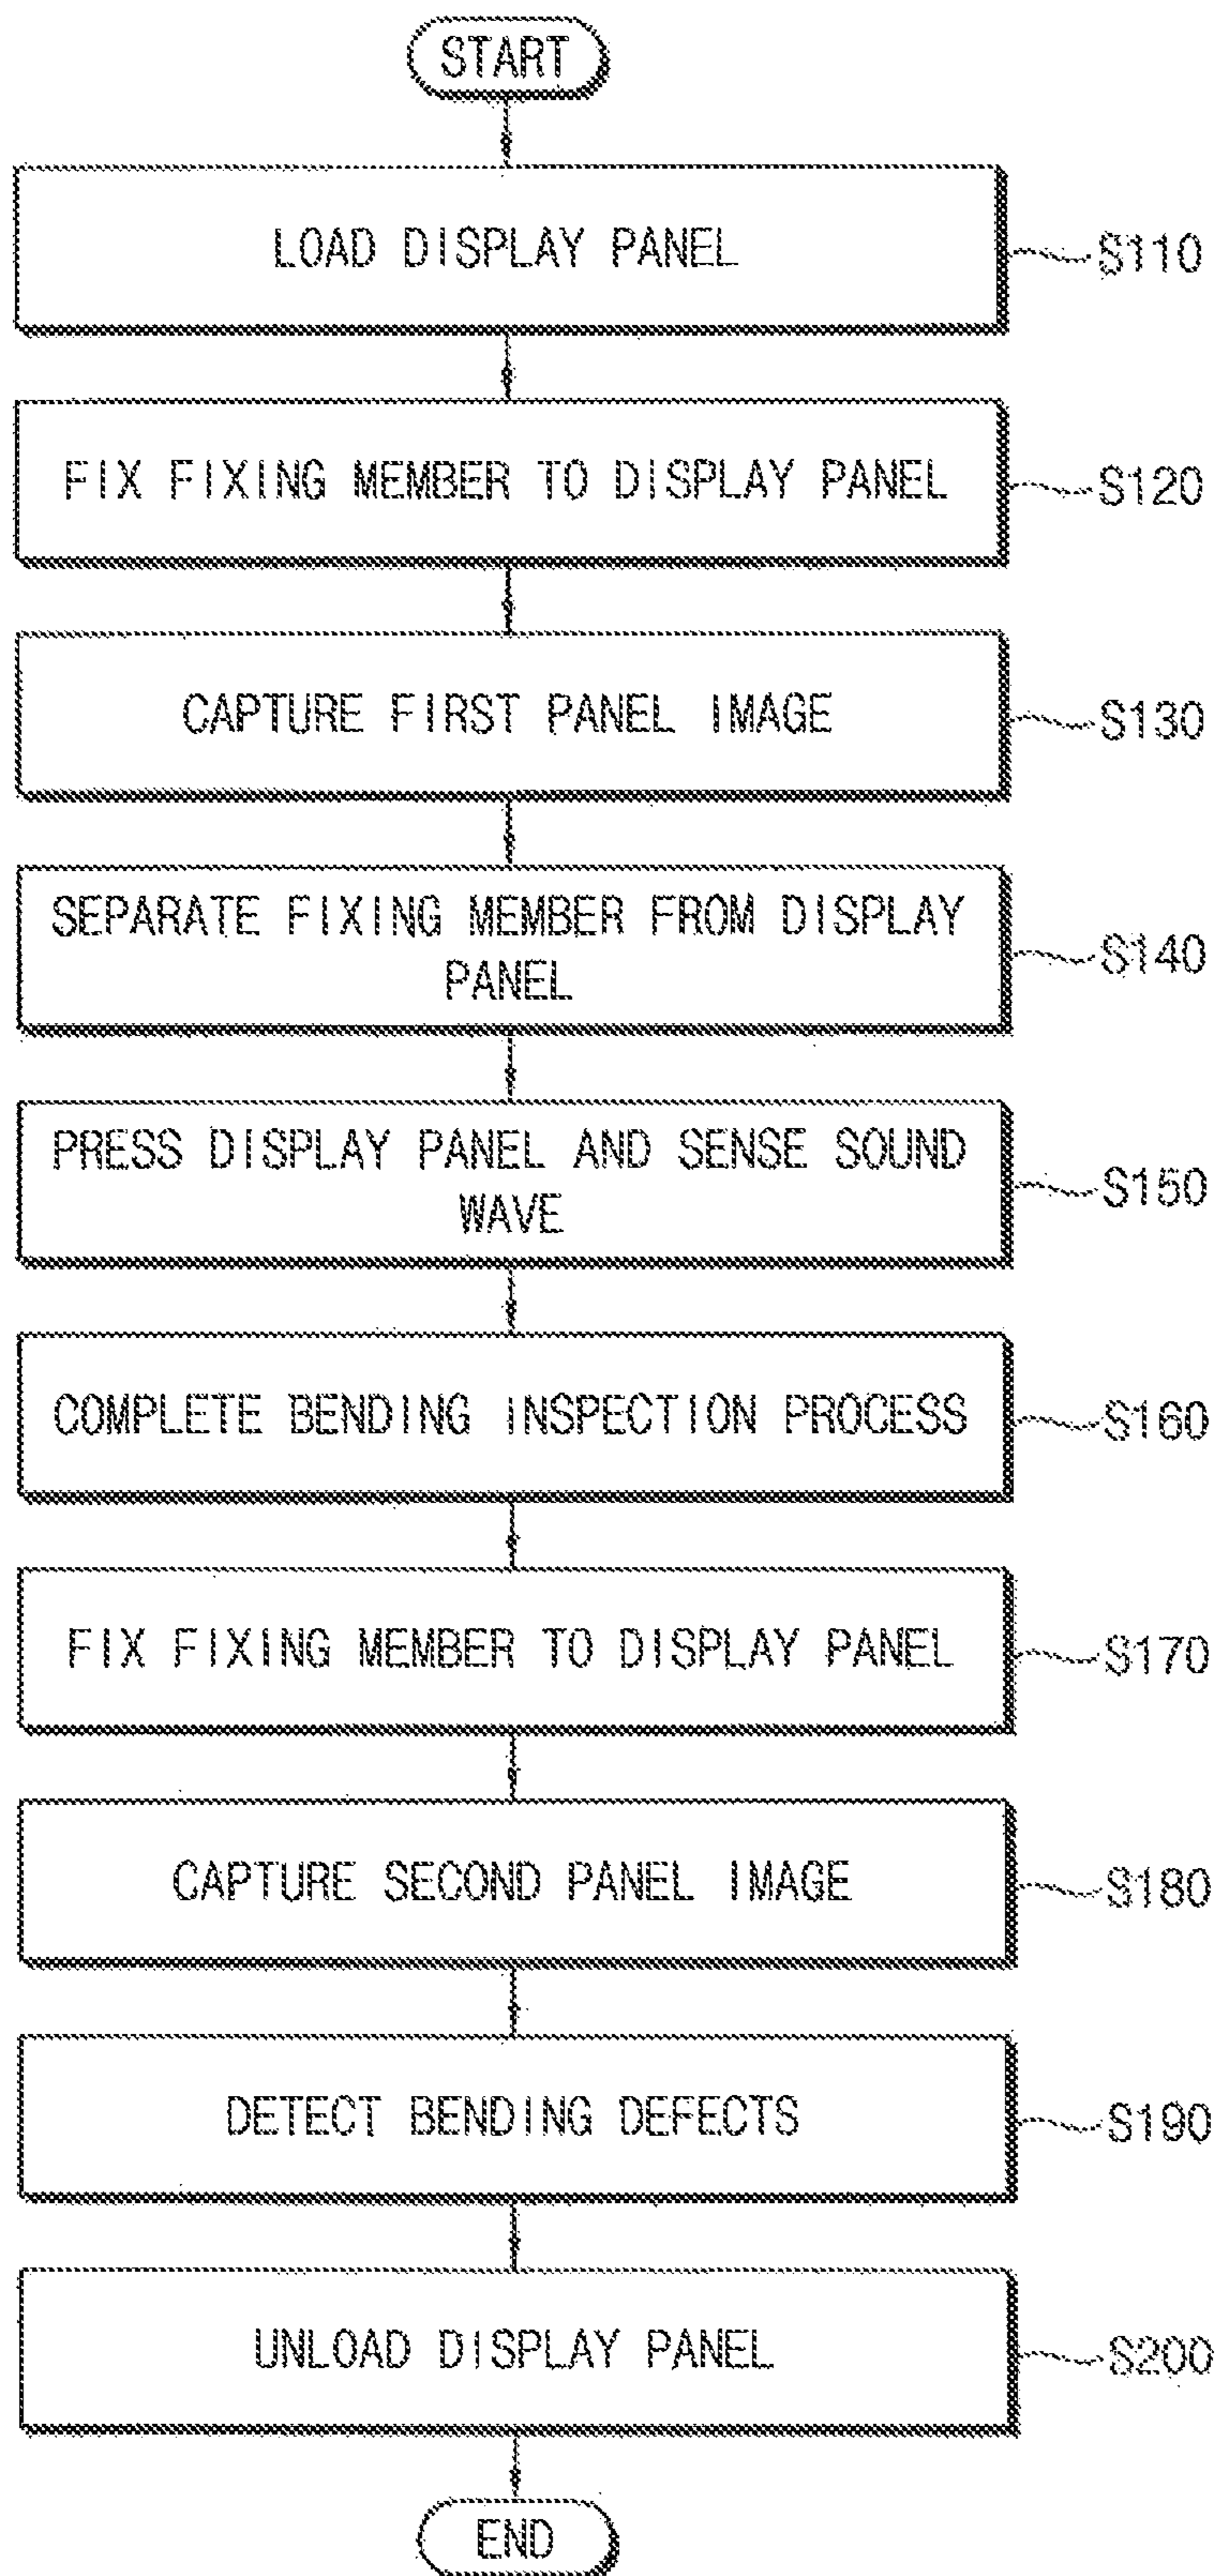 START
LOAD DISPLAY PANEL
S110
FIX FIXING MEMBER TO DISPLAY PANEL
S120
CAPTURE FIRST PANEL IMAGE
S130
SEPARATE FIXING MEMBER FROM DISPLAY
PANEL
S140
PRESS DISPLAY PANEL AND SENSE SOUND
WAVE
S150
COMPLETE BENDING INSPECTION PROCESS
S160
FIX FIXING MEMBER TO DISPLAY PANEL
S170
CAPTURE SECOND PANEL IMAGE
S180
DETECT BENDING DEFECTS
S190
UNLOAD DISPLAY PANEL
S200
END